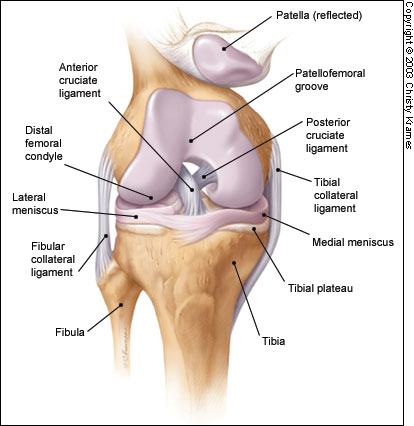 Patella (reflected)
Anterior
cruciate
ligament
Patellofemoral
groove
Distal
femoral
condyle
Posterior
cruciate
ligament
Lateral
meniscus
Tibial
collateral
ligament
Fibular
collateral
ligament
Medial meniscus
Tibial plateau
Fibula
Tibia
Copyright © 2003 Christy Krames